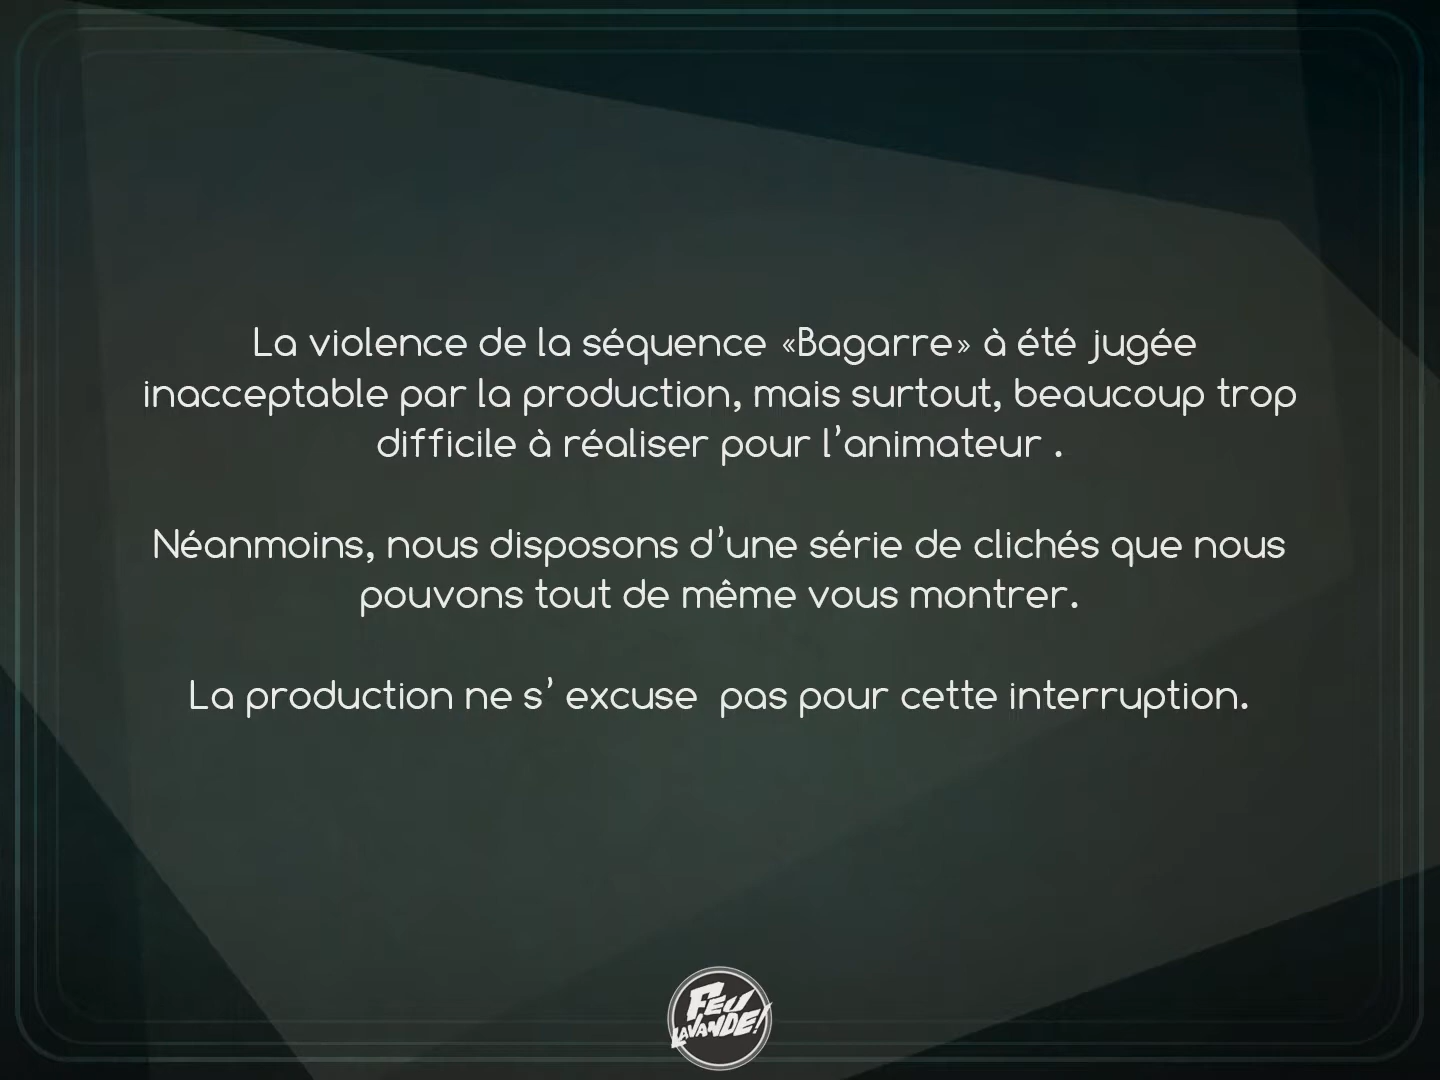 La violence de la séquence «Bagarre» à été jugée
inacceptable par la production, mais surtout, beaucoup trop
difficile à réaliser pour l’animateur .
Néanmoins, nous disposons d’une série de clichés que nous
pouvons tout de même vous montrer.
La production ne s’ excuse  pas pour cette interruption.
FEU
LAVANDE!